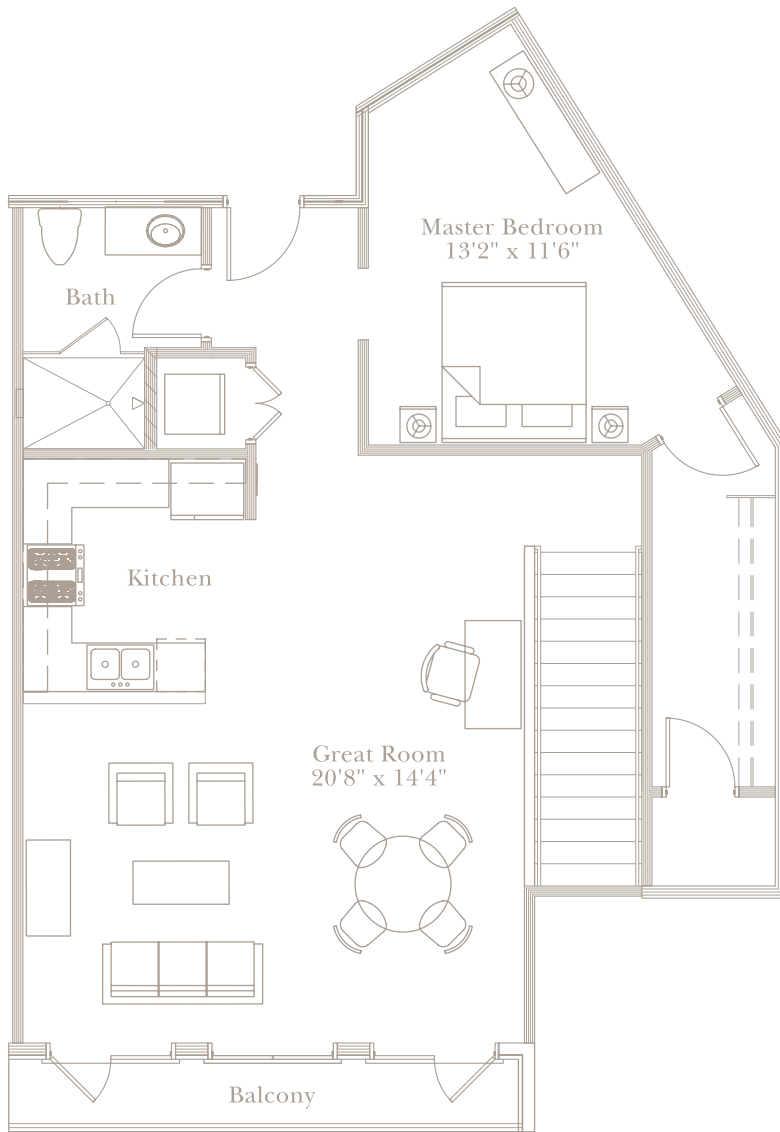 Master Bedroom
13'2" x 11'6"
Bath
Kitchen
Great Room
20'8" x 14'4"
Balcony